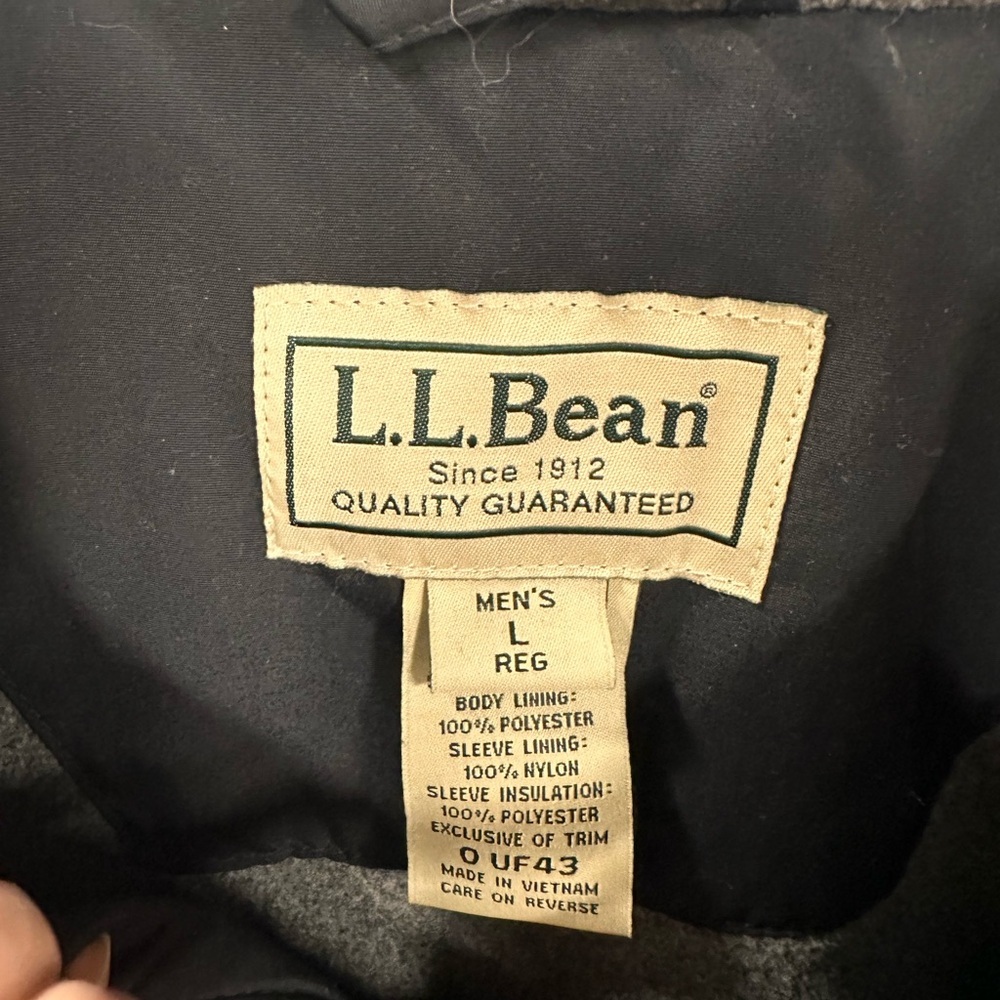 L.L.Bean®
Since 1912
QUALITY GUARANTEED
MEN'S
L
REG
BODY LINING:
100% POLYESTER
SLEEVE LINING:
100% NYLON
SLEEVE INSULATION:
100% POLYESTER
EXCLUSIVE OF TRIM
0 UF43
MADE IN VIETNAM
CARE ON REVERSE